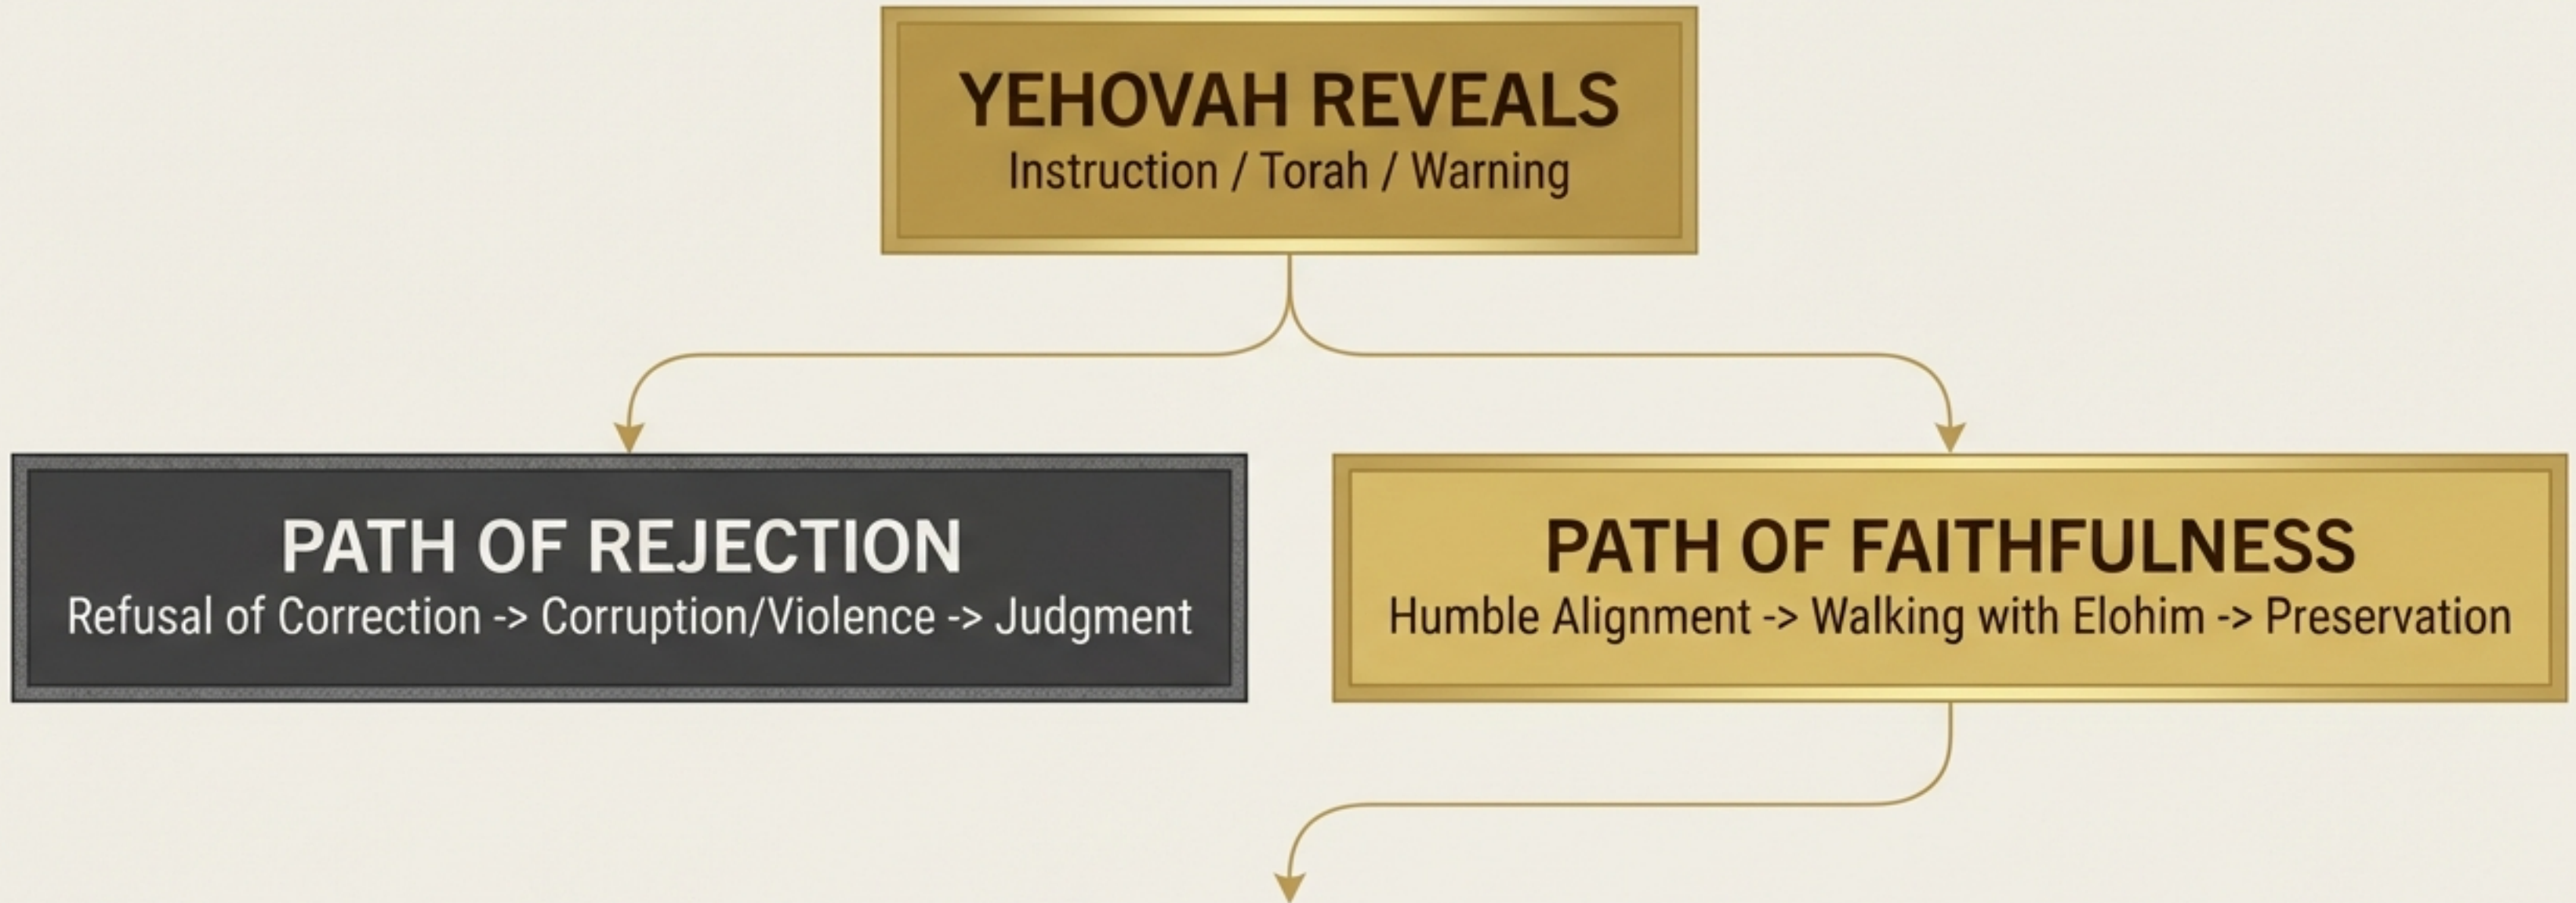 YEHOVAH REVEALS
Instruction / Torah / Warning
PATH OF REJECTION
Refusal of Correction -> Corruption/Violence -> Judgment
PATH OF FAITHFULNESS
Humble Alignment -> Walking with Elohim -> Preservation